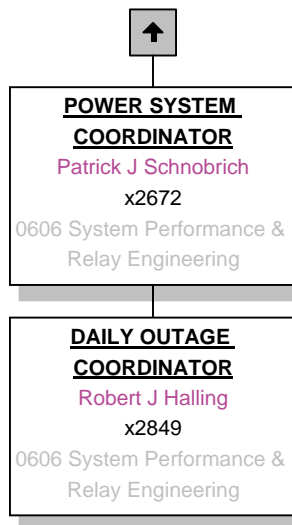 POWER SYSTEM
COORDINATOR
Patrick J Schnobrich
x2672
0606 System Performance &
Relay Engineering
DAILY OUTAGE
COORDINATOR
Robert J Halling
x2849
0606 System Performance &
Relay Engineering